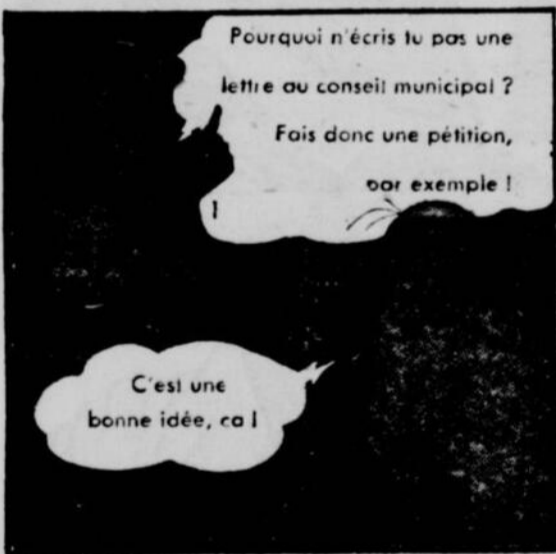 Pourquoi n'écris tu pas une
lettre au conseil municipal ?
Fais donc une pétition,
par exemple !
C'est une
bonne idée, ca !